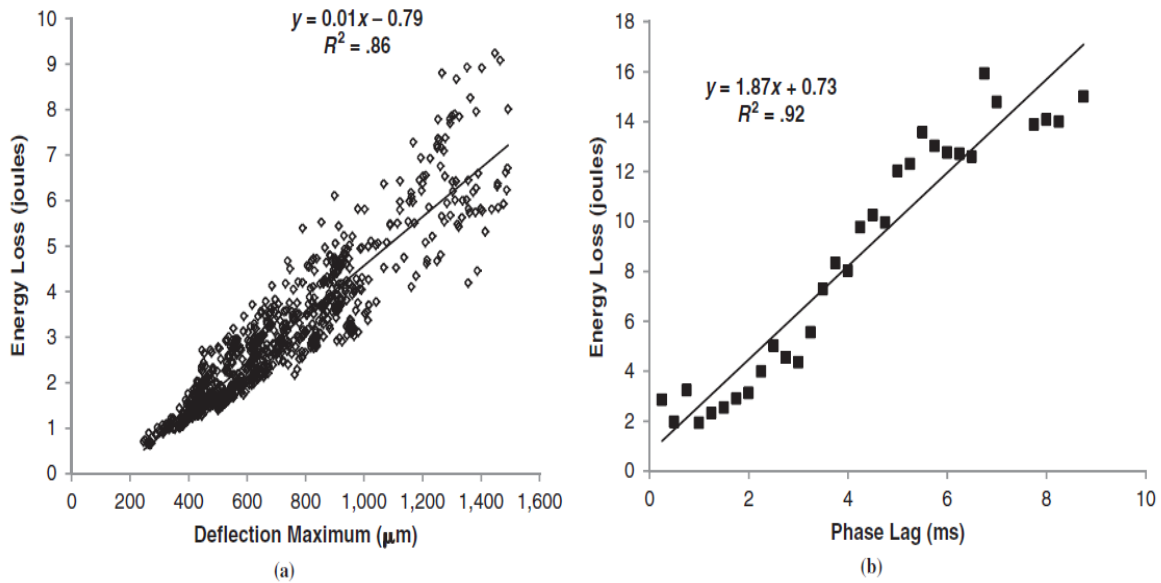 y = 0.01x – 0.79
R² = .86
Energy Loss (joules)
10
9
8
7
6
5
4
3
2
1
0
0 200 400 600 800 1,000 1,200 1,400 1,600
Deflection Maximum (μm)
(a)
y = 1.87x + 0.73
R² = .92
Energy Loss (joules)
18
16
14
12
10
8
6
4
2
0
0 2 4 6 8 10
Phase Lag (ms)
(b)